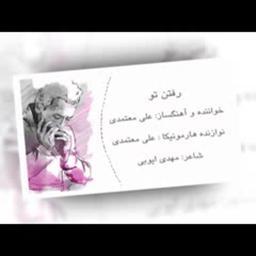 رفتن تو
خواننده و آهنگساز: علی معتمدی
نوازنده هارمونیکا : علی معتمدی
شاعر: مهدی ایوبی